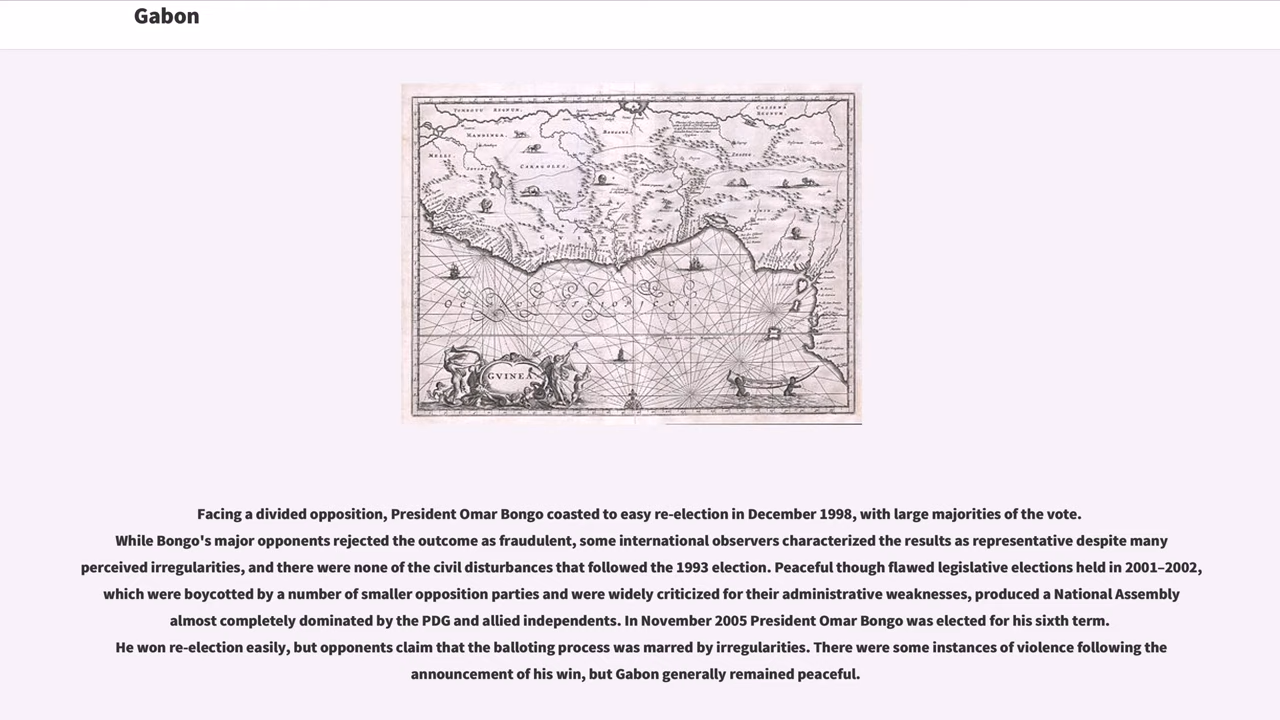 Gabon
GVINEA
Facing a divided opposition, President Omar Bongo coasted to easy re-election in December 1998, with large majorities of the vote.
While Bongo's major opponents rejected the outcome as fraudulent, some international observers characterized the results as representative despite many
perceived irregularities, and there were none of the civil disturbances that followed the 1993 election. Peaceful though flawed legislative elections held in 2001–2002,
which were boycotted by a number of smaller opposition parties and were widely criticized for their administrative weaknesses, produced a National Assembly
almost completely dominated by the PDG and allied independents. In November 2005 President Omar Bongo was elected for his sixth term.
He won re-election easily, but opponents claim that the balloting process was marred by irregularities. There were some instances of violence following the
announcement of his win, but Gabon generally remained peaceful.